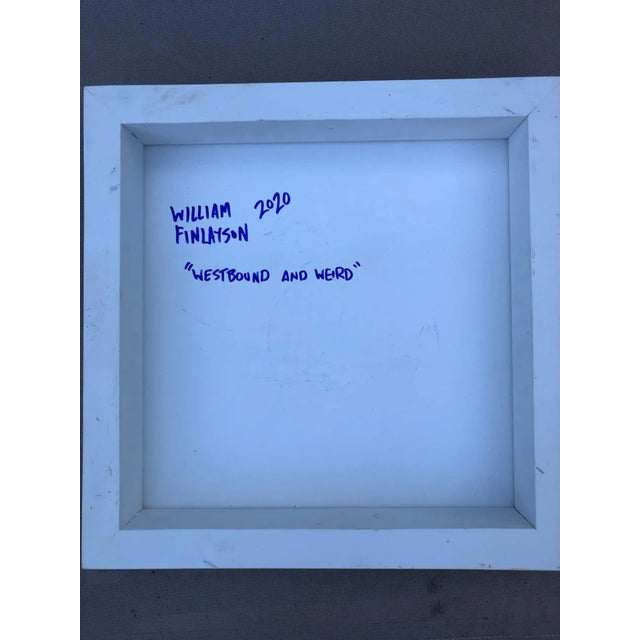 WILLIAM 2020
FINLAYSON
"WESTBOUND AND WEIRD"